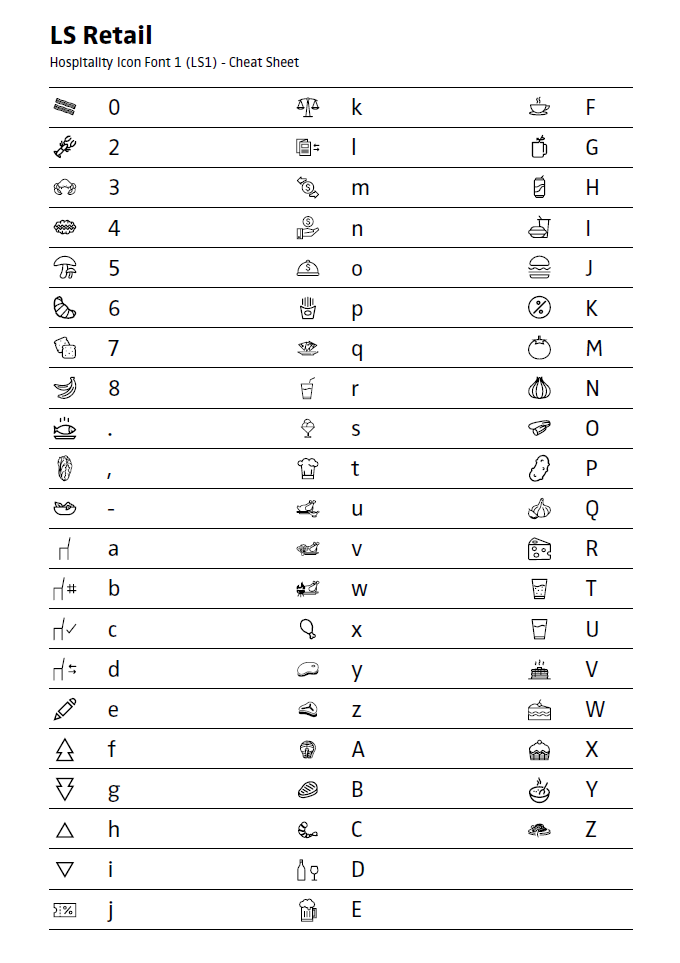 LS Retail
Hospitality Icon Font 1 (LS1) - Cheat Sheet
0 k F
2 l G
3 m H
4 n I
5 o J
6 p K
7 q M
8 r N
. s O
, t P
- u Q
a v R
b w T
c x U
d y V
e z W
f A X
g B Y
h C Z
i D
j E